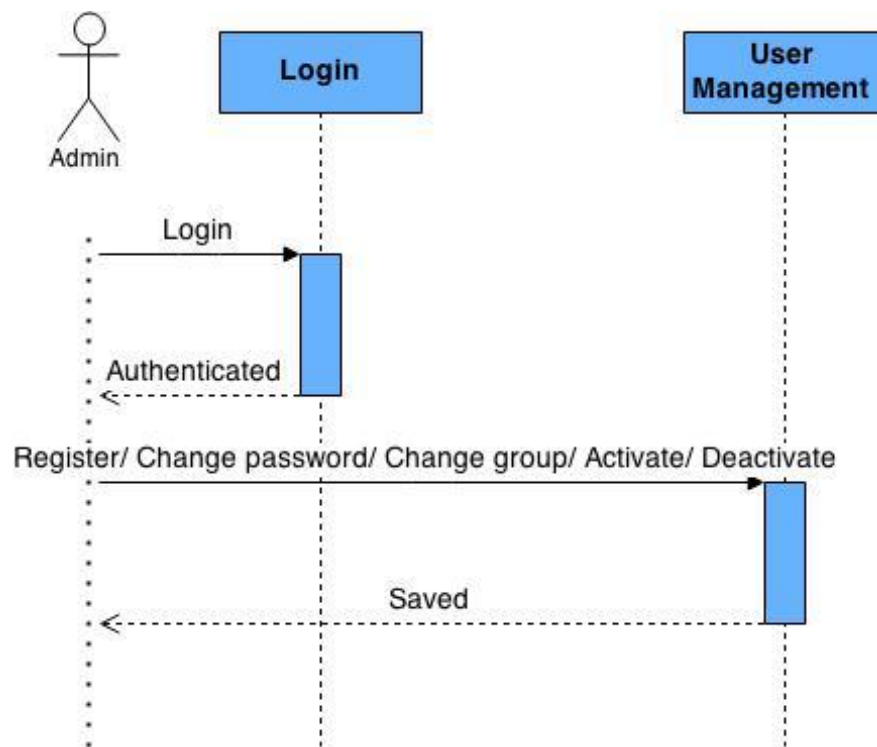 Login
User
Management
Admin
Login
Authenticated
Register/ Change password/ Change group/ Activate/ Deactivate
Saved